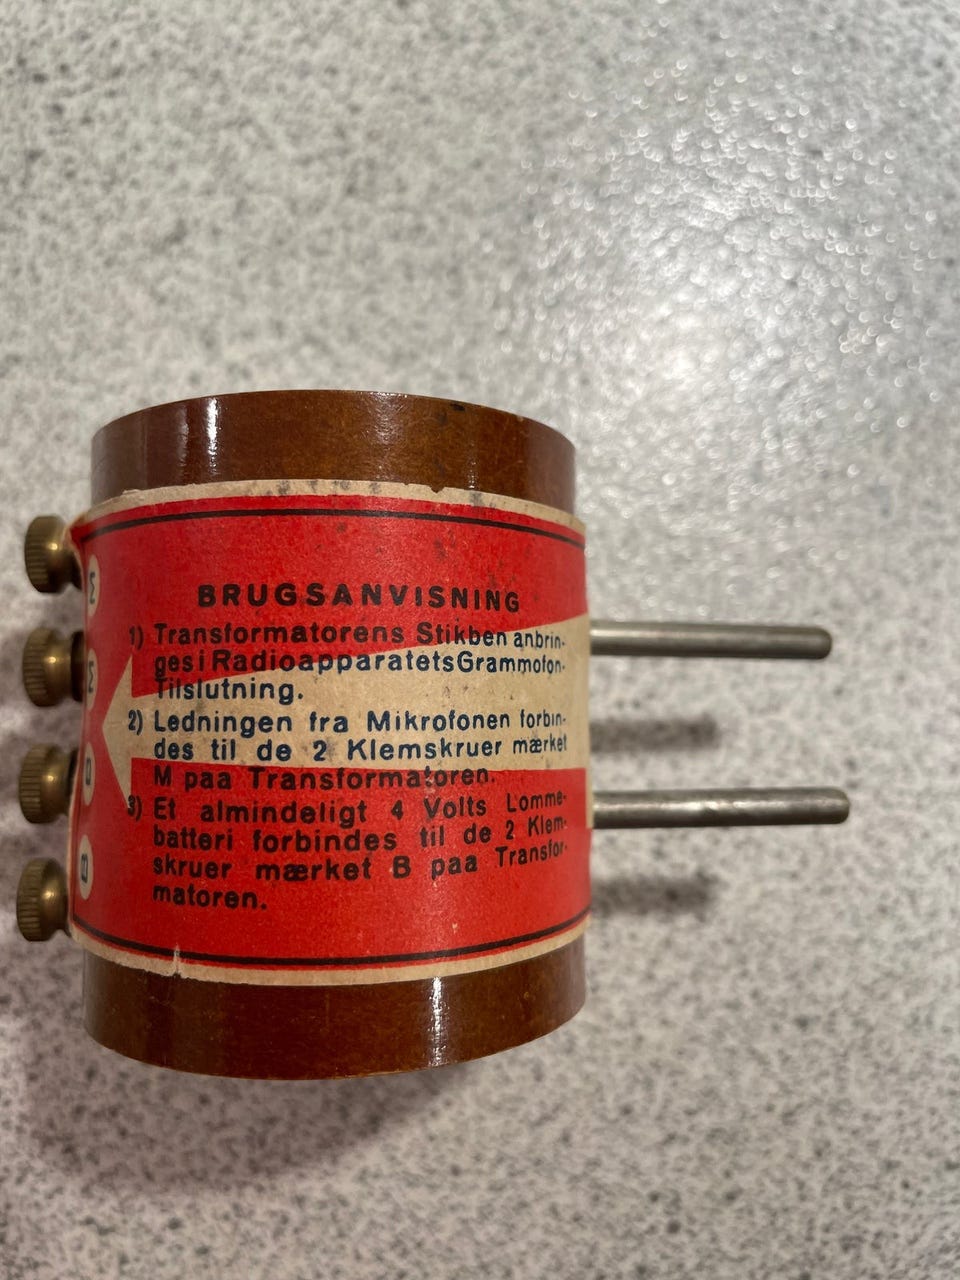 BRUGSANVISNING
1) Transformatorens Stikben anbrin-
ges i Radioapparatets Grammofon-
Tilslutning.
2) Ledningen fra Mikrofonen forbin-
des til de 2 Klemskruer mærket
M paa Transformatoren.
3) Et almindeligt 4 Volts Lomme-
batteri forbindes til de 2 Klem-
skruer mærket B paa Transfor-
matoren.
M
M
B
B